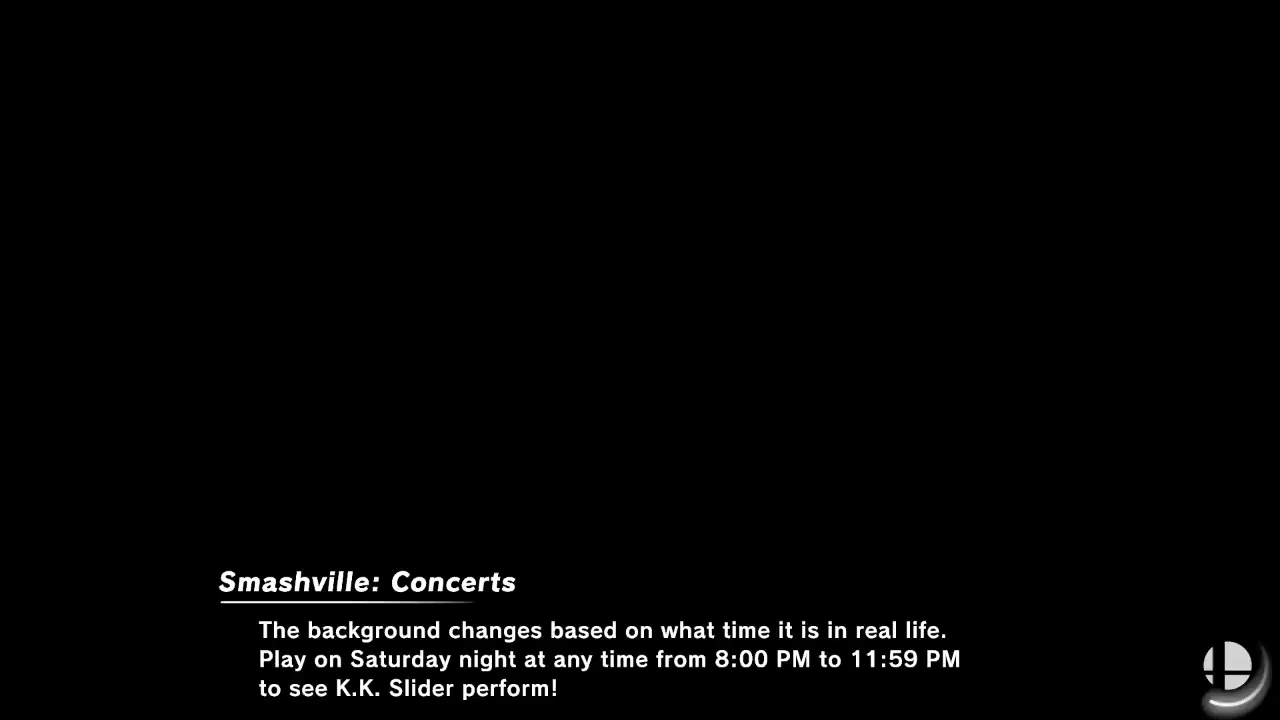 Smashville: Concerts
The background changes based on what time it is in real life.
Play on Saturday night at any time from 8:00 PM to 11:59 PM
to see K.K. Slider perform!